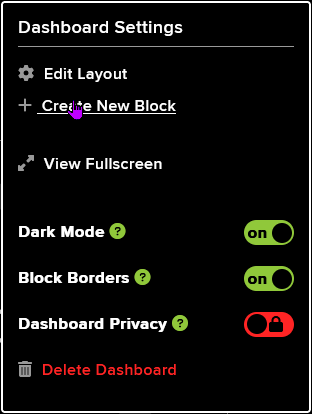 Dashboard Settings
Edit Layout
Create New Block
View Fullscreen
Dark Mode ? on
Block Borders ? on
Dashboard Privacy ?
Delete Dashboard